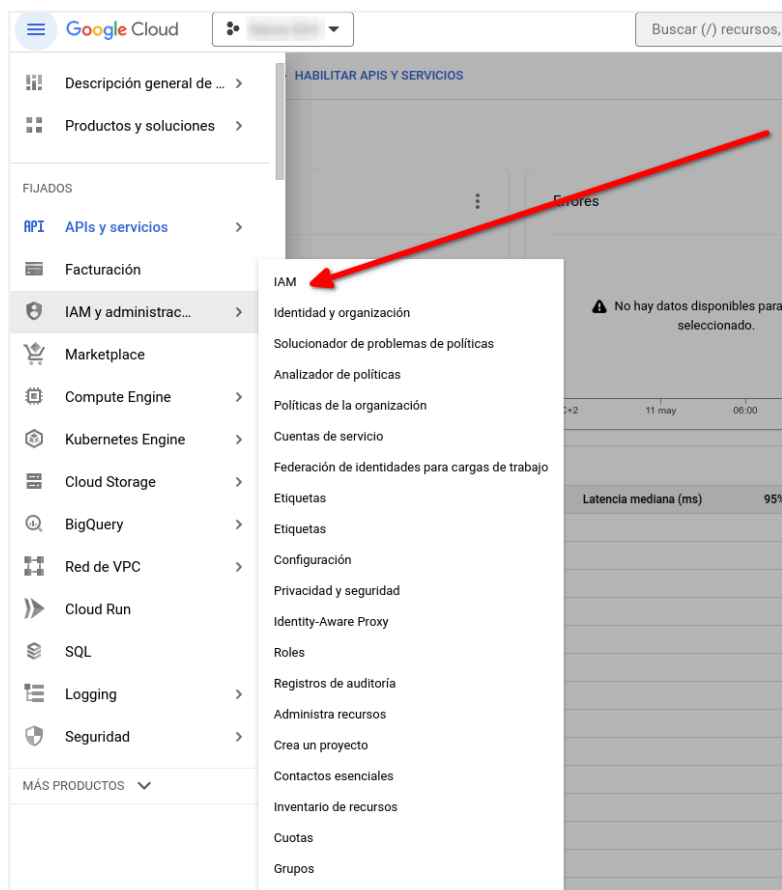 Google Cloud
Buscar (/) recursos,
Descripción general de ...
Productos y soluciones
HABILITAR APIS Y SERVICIOS
FIJADOS
API APIs y servicios
Errores
Facturación
IAM y administrac...
Marketplace
Compute Engine
Kubernetes Engine
Cloud Storage
BigQuery
Red de VPC
Cloud Run
SQL
Logging
Seguridad
MÁS PRODUCTOS
IAM
Identidad y organización
Solucionador de problemas de políticas
Analizador de políticas
Políticas de la organización
Cuentas de servicio
Federación de identidades para cargas de trabajo
Etiquetas
Etiquetas
Configuración
Privacidad y seguridad
Identity-Aware Proxy
Roles
Registros de auditoría
Administra recursos
Crea un proyecto
Contactos esenciales
Inventario de recursos
Cuotas
Grupos
No hay datos disponibles para
seleccionado.
11 may 06:00
Latencia mediana (ms) 95%